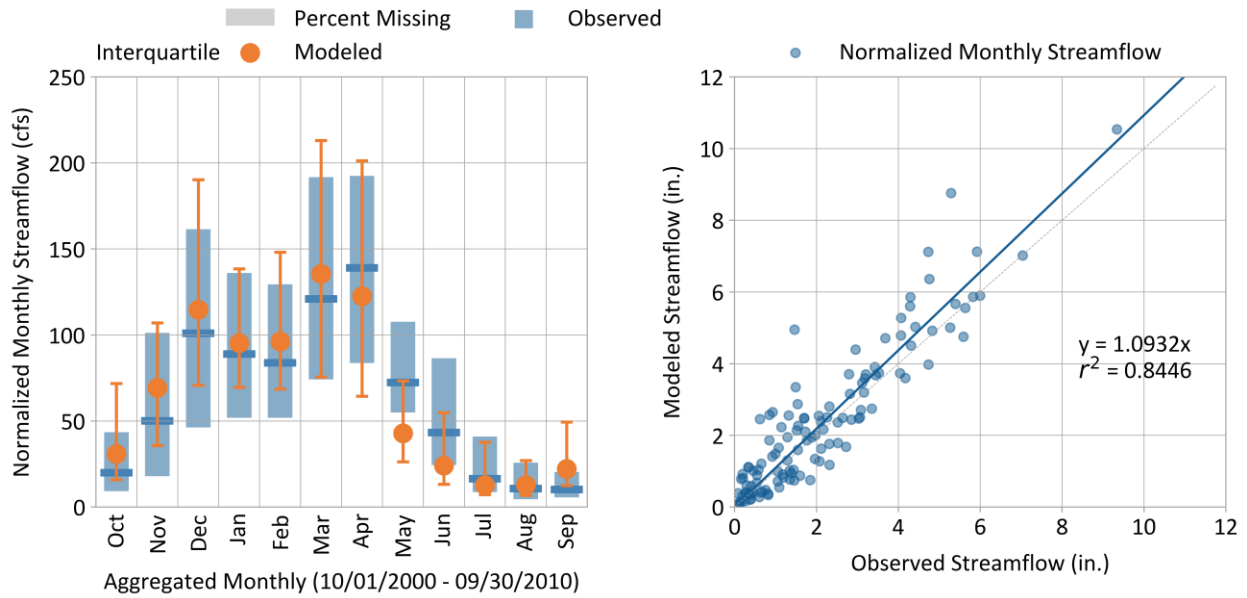 Percent Missing
Observed
Interquartile
Modeled
Normalized Monthly Streamflow (cfs)
250
200
150
100
50
0
Oct
Nov
Dec
Jan
Feb
Mar
Apr
May
Jun
Jul
Aug
Sep
Aggregated Monthly (10/01/2000 - 09/30/2010)
Normalized Monthly Streamflow
Modeled Streamflow (in.)
12
10
8
6
4
2
0
y = 1.0932x
r² = 0.8446
0
2
4
6
8
10
12
Observed Streamflow (in.)